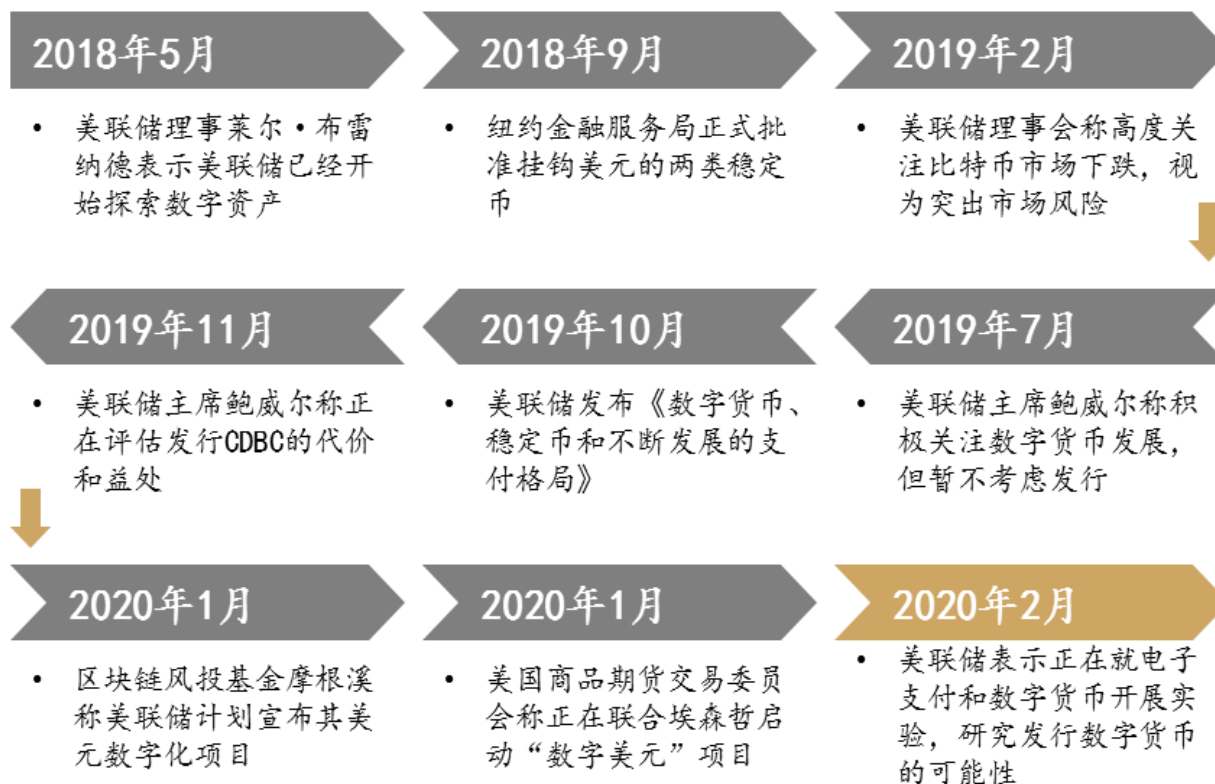 2018年5月
• 美联储理事莱尔·布雷
纳德表示美联储已经开
始探索数字资产
2018年9月
• 纽约金融服务局正式批
准挂钩美元的两类稳定
币
2019年2月
• 美联储理事会称高度关
注比特币市场下跌，视
为突出市场风险
2019年7月
• 美联储主席鲍威尔称积
极关注数字货币发展，
但暂不考虑发行
2019年10月
• 美联储发布《数字货币、
稳定币和不断发展的支
付格局》
2019年11月
• 美联储主席鲍威尔称正
在评估发行CDBC的代价
和益处
2020年1月
• 区块链风投基金摩根溪
称美联储计划宣布其美
元数字化项目
2020年1月
• 美国商品期货交易委员
会称正在联合埃森哲启
动“数字美元”项目
2020年2月
• 美联储表示正在就电子
支付和数字货币开展实
验，研究发行数字货币
的可能性